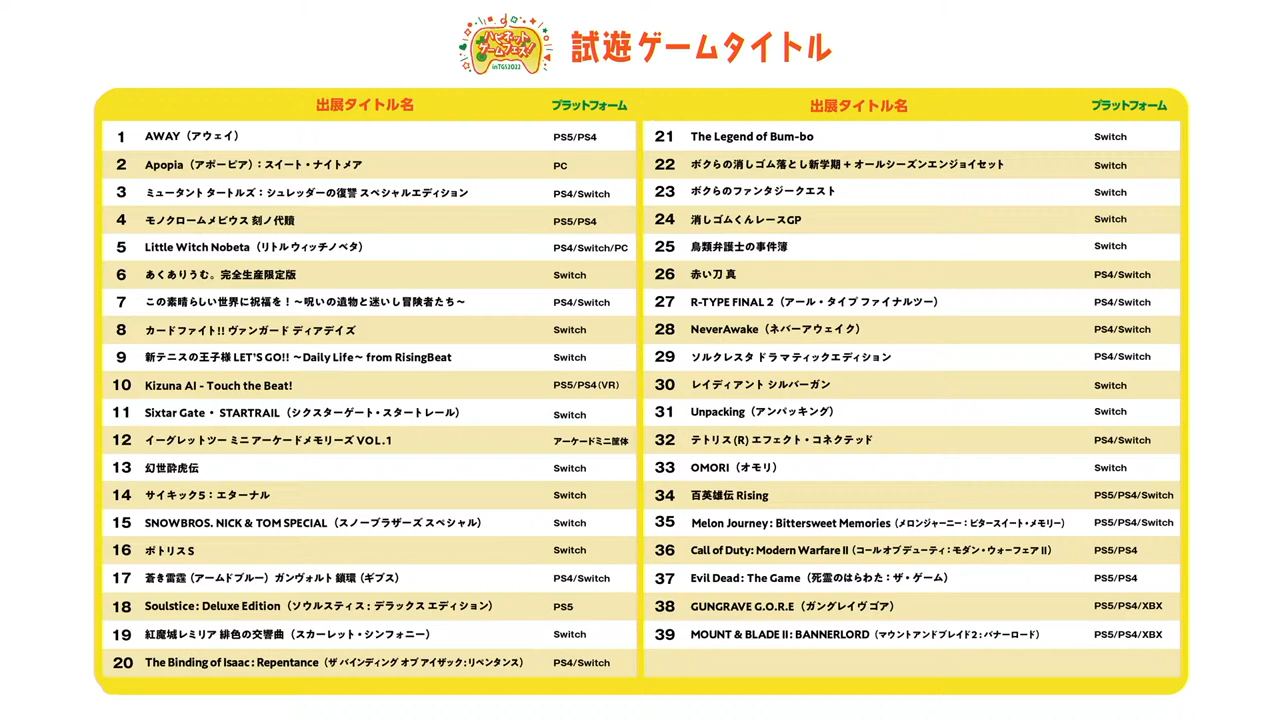 ハピネット
ゲームフェス!
inTGS2022
試遊ゲームタイトル
出展タイトル名 プラットフォーム
1 AWAY（アウェイ） PS5/PS4
2 Apopia（アポーピア）：スイート・ナイトメア PC
3 ミュータント タートルズ：シュレッダーの復讐 スペシャルエディション PS4/Switch
4 モノクロームメビウス 刻ノ代贖 PS5/PS4
5 Little Witch Nobeta（リトル ウィッチ ノベタ） PS4/Switch/PC
6 あくありうむ。完全生産限定版 Switch
7 この素晴らしい世界に祝福を！～呪いの遺物と迷いし冒険者たち～ PS4/Switch
8 カードファイト!! ヴァンガード ディアデイズ Switch
9 新テニスの王子様 LET'S GO!! ～Daily Life～ from RisingBeat Switch
10 Kizuna AI - Touch the Beat! PS5/PS4(VR)
11 Sixtar Gate・STARTRAIL（シクスターゲート・スタートレール） Switch
12 イーグレットツー ミニ アーケードメモリーズ VOL.1 アーケードミニ筐体
13 幻世酔虎伝 Switch
14 サイキック5：エターナル Switch
15 SNOWBROS. NICK & TOM SPECIAL（スノーブラザーズ スペシャル） Switch
16 ポトリス S Switch
17 蒼き雷霆（アームドブルー）ガンヴォルト 鎖環（ギブス） PS4/Switch
18 Soulstice: Deluxe Edition（ソウルスティス：デラックス エディション） PS5
19 紅魔城レミリア 緋色の交響曲（スカーレット・シンフォニー） Switch
20 The Binding of Isaac: Repentance（ザ バインディング オブ アイザック：リペンタンス） PS4/Switch
出展タイトル名 プラットフォーム
21 The Legend of Bum-bo Switch
22 ボクらの消しゴム落とし新学期 + オールシーズンエンジョイセット Switch
23 ボクらのファンタジークエスト Switch
24 消しゴムくんレースGP Switch
25 鳥類弁護士の事件簿 Switch
26 赤い刀 真 PS4/Switch
27 R-TYPE FINAL 2（アール・タイプ ファイナルツー） PS4/Switch
28 NeverAwake（ネバーアウェイク） PS4/Switch
29 ソルクレスタ ドラマティックエディション PS4/Switch
30 レイディアント シルバーガン Switch
31 Unpacking（アンパッキング） Switch
32 テトリス(R) エフェクト・コネクテッド PS4/Switch
33 OMORI（オモリ） Switch
34 百英雄伝 Rising PS5/PS4/Switch
35 Melon Journey: Bittersweet Memories（メロンジャーニー：ビタースイート・メモリー） PS5/PS4/Switch
36 Call of Duty: Modern Warfare II（コール オブ デューティ：モダン・ウォーフェア II） PS5/PS4
37 Evil Dead: The Game（死霊のはらわた：ザ・ゲーム） PS5/PS4
38 GUNGRAVE G.O.R.E（ガングレイヴ ゴア） PS5/PS4/XBX
39 MOUNT & BLADE II: BANNERLORD（マウントアンドブレイド2：バナーロード） PS5/PS4/XBX